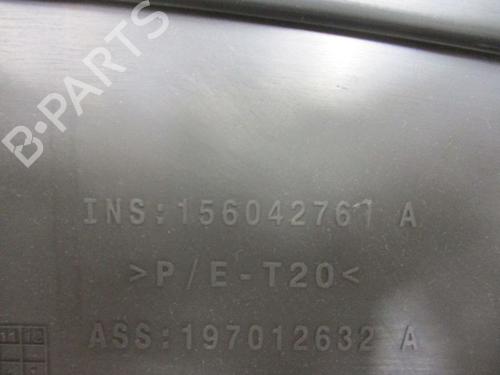 B-PARTS
INS:156042761 A
>P/E-T20<
ASS:197012632 A